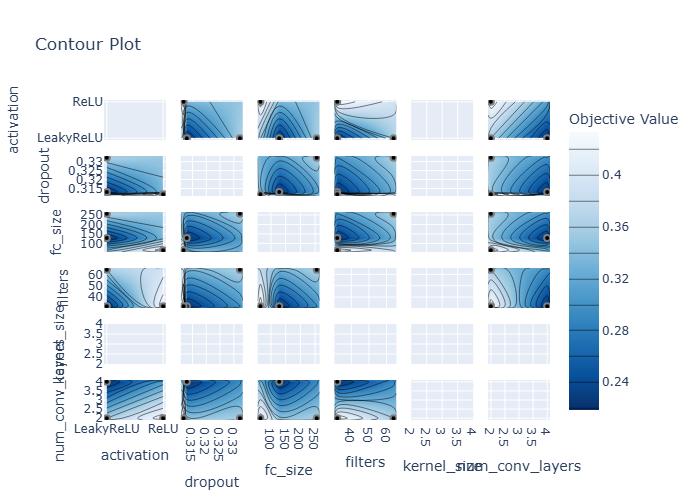 Contour Plot
activation
ReLU
LeakyReLU
dropout
0.33
0.325
0.32
0.315
fc_size
250
200
150
100
filters
60
40
kernel_size
4
3.5
3
2.5
2
num_conv_layers
4
3.5
3
2.5
2
LeakyReLU ReLU
activation
0.315 0.32 0.325 0.33
dropout
100 150 200 250
fc_size
40 50 60
filters
2 2.5 3 3.5 4
kernel_size
2 2.5 3 3.5 4
num_conv_layers
Objective Value
0.4
0.36
0.32
0.28
0.24